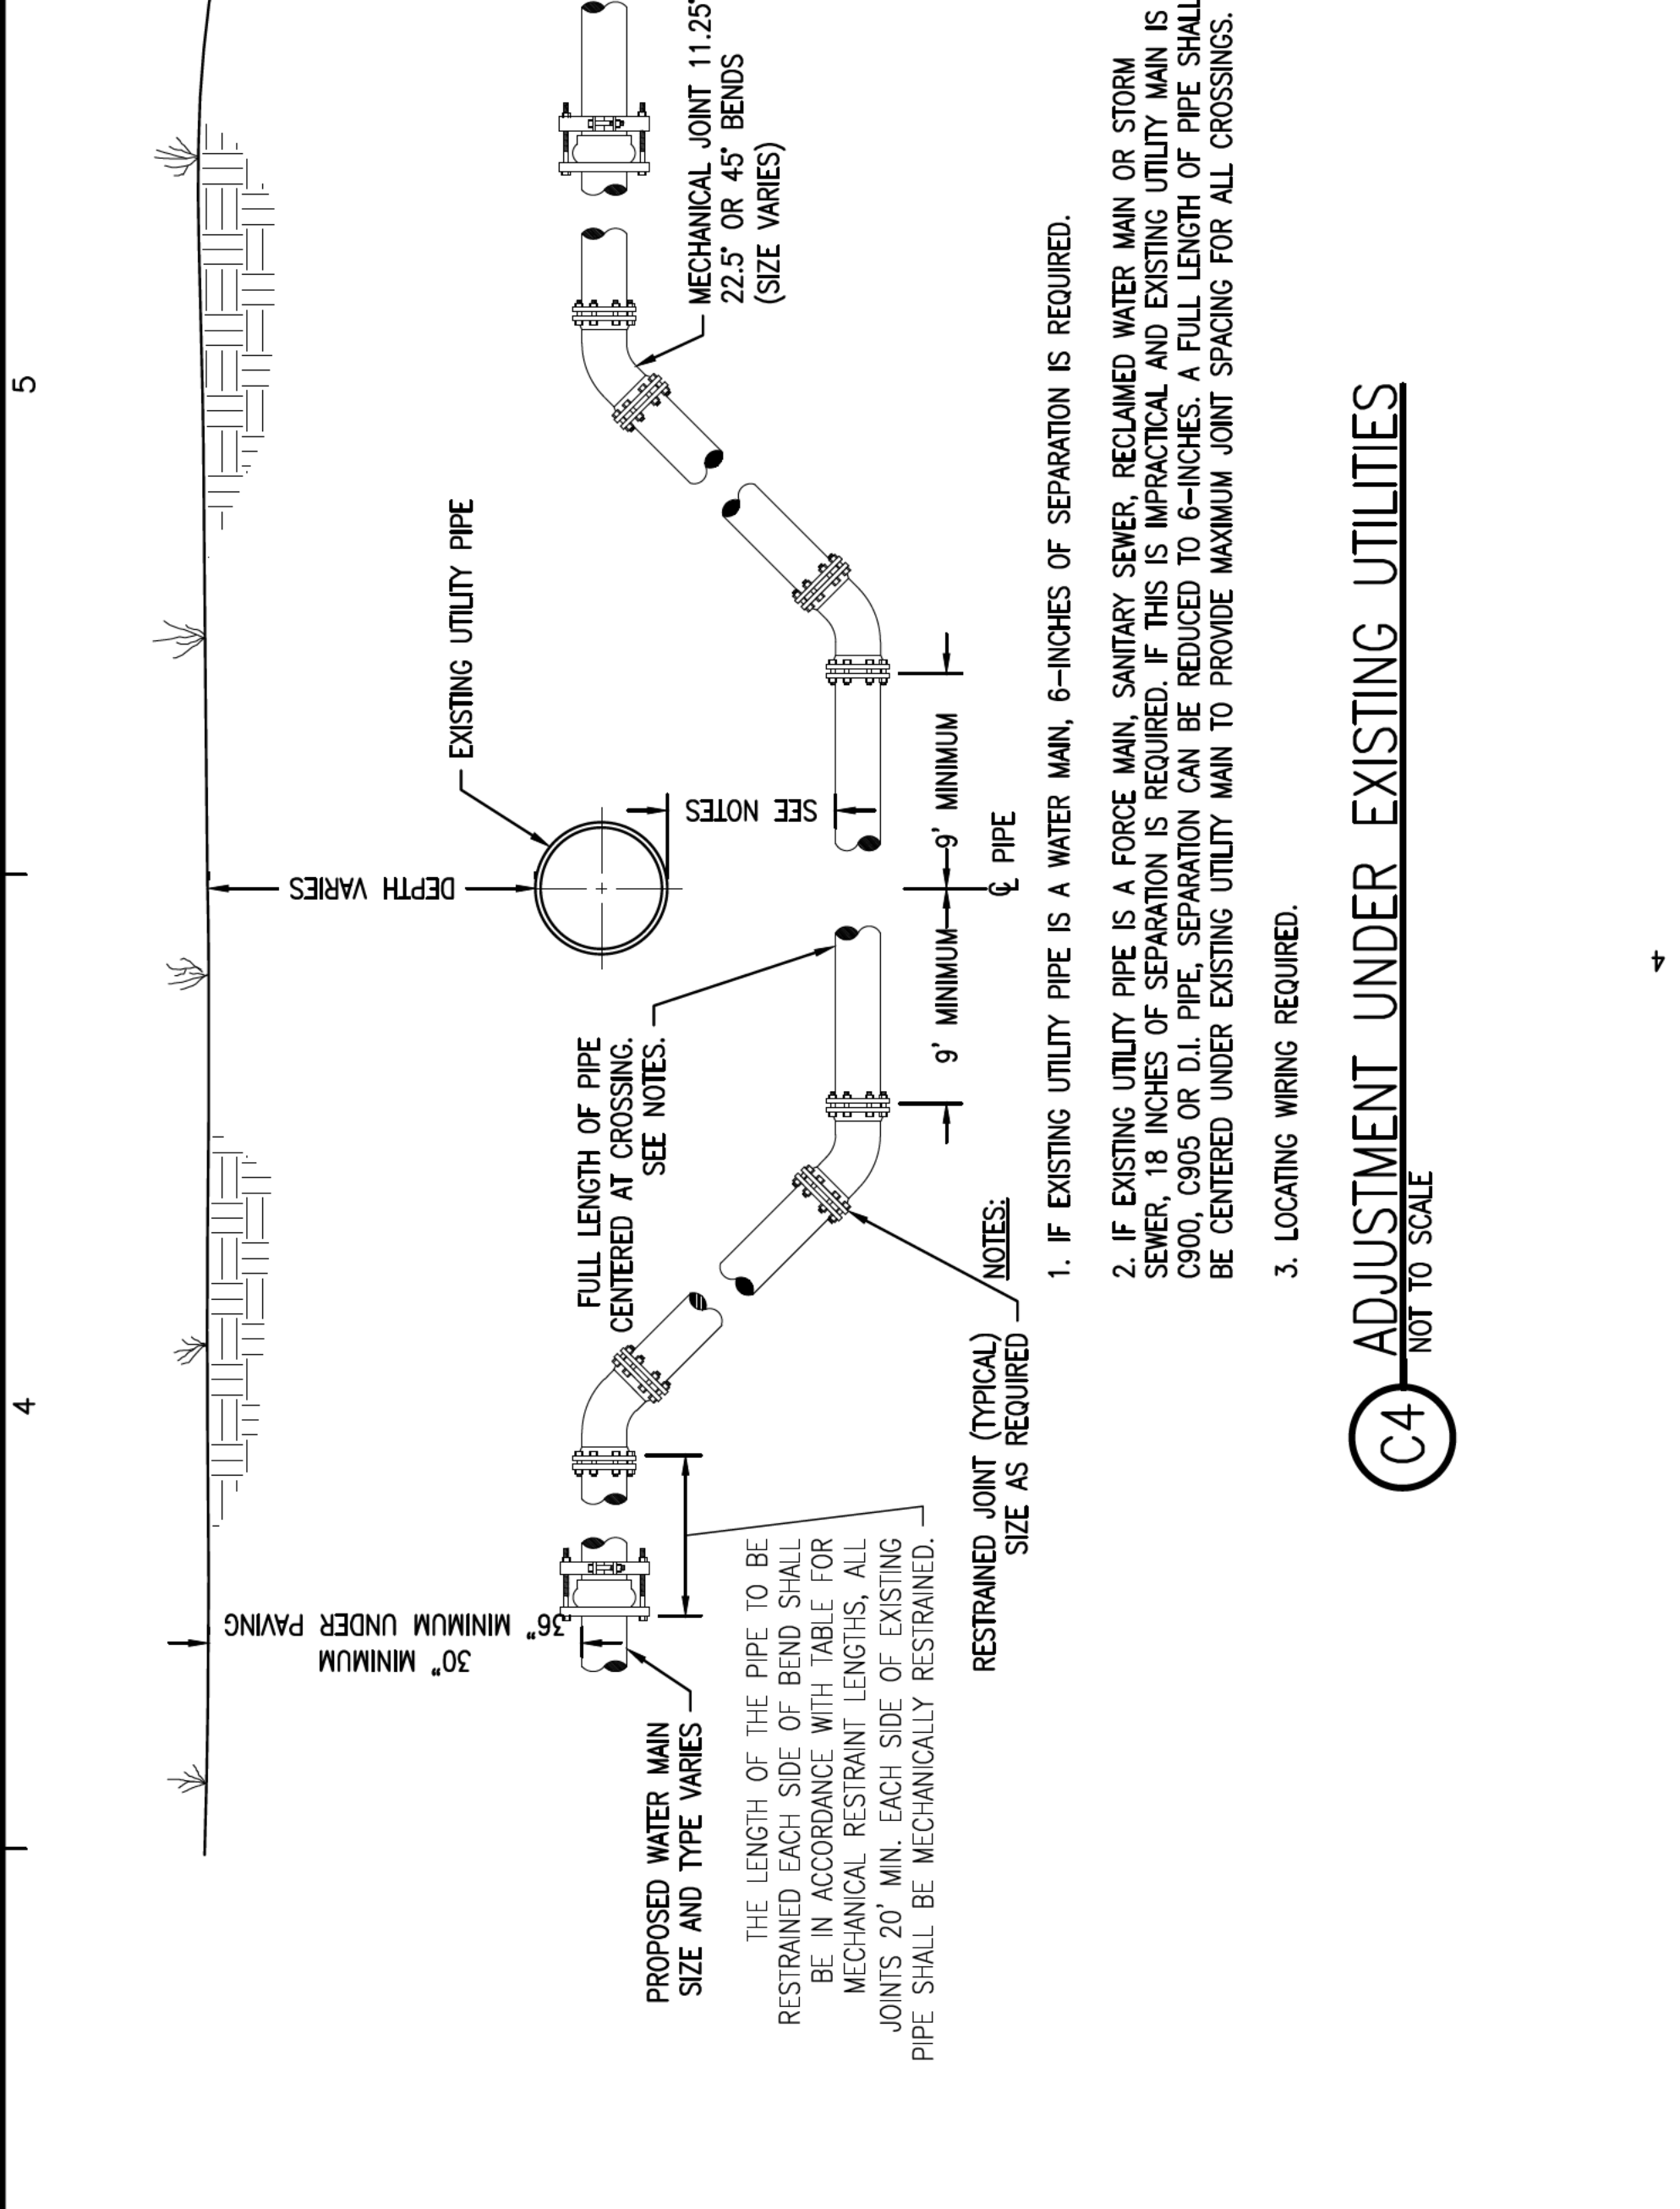 4
5
30" MINIMUM
36" MINIMUM UNDER PAVING
DEPTH VARIES
EXISTING UTILITY PIPE
SEE NOTES
FULL LENGTH OF PIPE
CENTERED AT CROSSING.
SEE NOTES.
MECHANICAL JOINT 11.25°
22.5° OR 45° BENDS
(SIZE VARIES)
PROPOSED WATER MAIN
SIZE AND TYPE VARIES
THE LENGTH OF THE PIPE TO BE
RESTRAINED EACH SIDE OF BEND SHALL
BE IN ACCORDANCE WITH TABLE FOR
MECHANICAL RESTRAINT LENGTHS, ALL
JOINTS 20' MIN. EACH SIDE OF EXISTING
PIPE SHALL BE MECHANICALLY RESTRAINED.
9' MINIMUM
9' MINIMUM
℄ PIPE
RESTRAINED JOINT (TYPICAL)
SIZE AS REQUIRED
NOTES:
1. IF EXISTING UTILITY PIPE IS A WATER MAIN, 6-INCHES OF SEPARATION IS REQUIRED.
2. IF EXISTING UTILITY PIPE IS A FORCE MAIN, SANITARY SEWER, RECLAIMED WATER MAIN OR STORM
SEWER, 18 INCHES OF SEPARATION IS REQUIRED. IF THIS IS IMPRACTICAL AND EXISTING UTILITY MAIN IS
C900, C905 OR D.I. PIPE, SEPARATION CAN BE REDUCED TO 6-INCHES. A FULL LENGTH OF PIPE SHALL
BE CENTERED UNDER EXISTING UTILITY MAIN TO PROVIDE MAXIMUM JOINT SPACING FOR ALL CROSSINGS.
3. LOCATING WIRING REQUIRED.
C4
ADJUSTMENT UNDER EXISTING UTILITIES
NOT TO SCALE
4